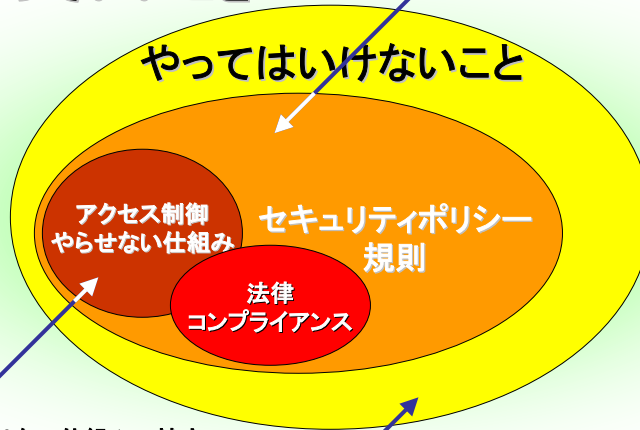 やってはいけないこと
アクセス制御
やらせない仕組み
セキュリティポリシー
規則
法律
コンプライアンス